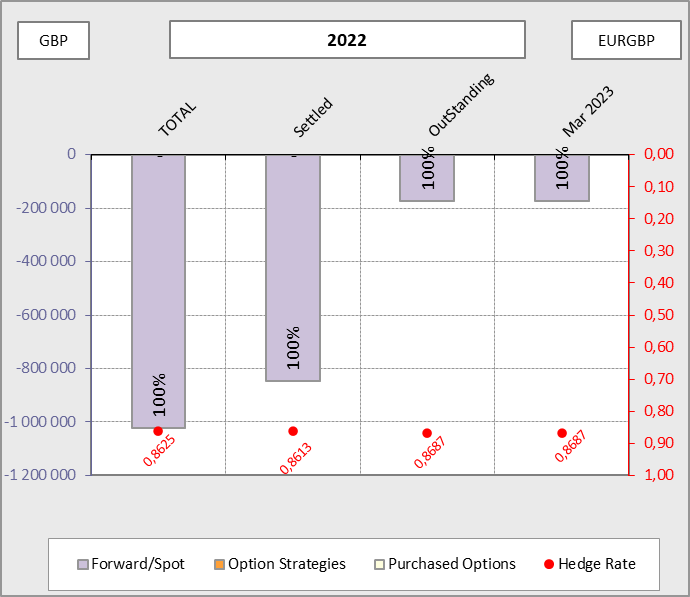 GBP
2022
EURGBP
TOTAL
Settled
OutStanding
Mar 2023
0
-200 000
-400 000
-600 000
-800 000
-1 000 000
-1 200 000
-
-
100%
100%
100%
100%
0,8625
0,8613
0,8687
0,8687
0,00
0,10
0,20
0,30
0,40
0,50
0,60
0,70
0,80
0,90
1,00
Forward/Spot
Option Strategies
Purchased Options
Hedge Rate